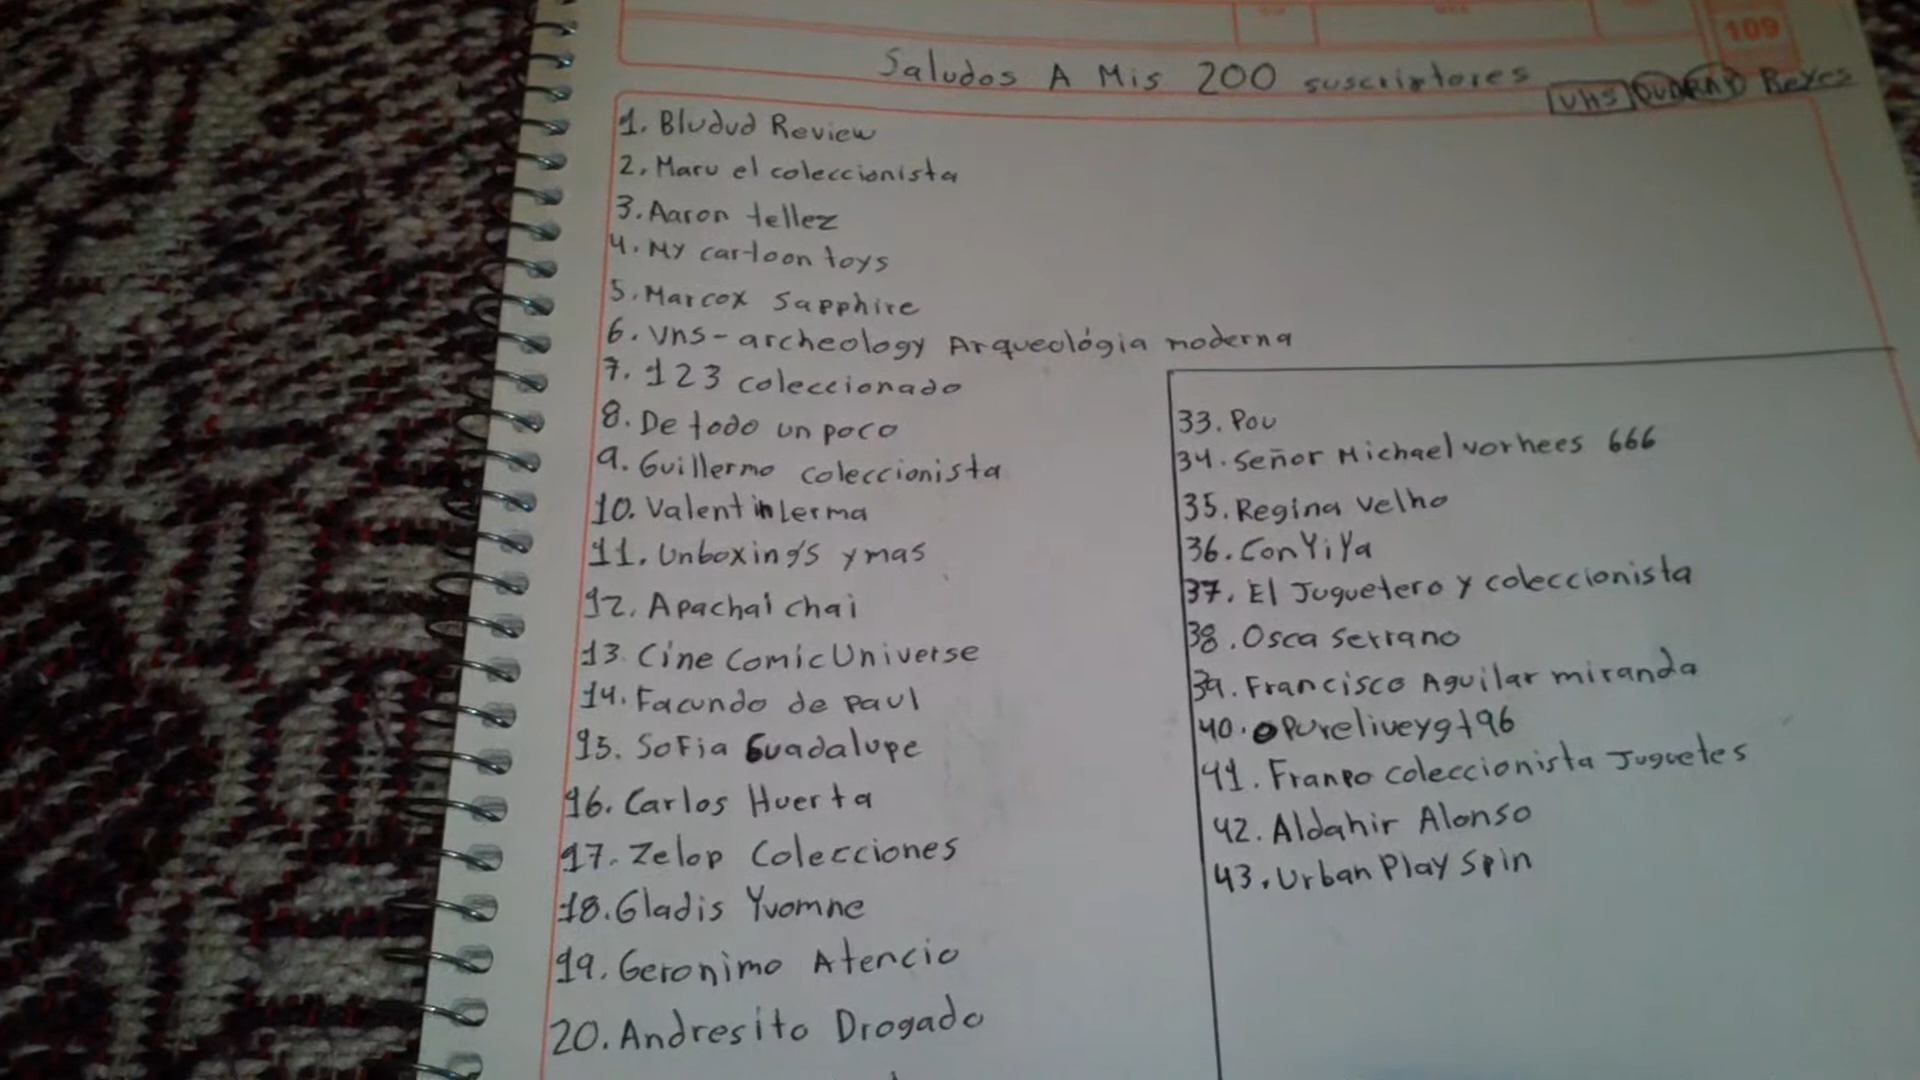 109
Saludos A Mis 200 suscriptores VHS Reyes
1. Bludud Review
2. Maru el coleccionista
3. Aaron tellez
4. My cartoon toys
5. Marcox Sapphire
6. VHS-archeology Arqueológia moderna
7. 123 coleccionado
8. De todo un poco
9. Guillermo coleccionista
10. Valentin Lerma
11. Unboxing's y mas
12. Apachai chai
13. Cine Comic Universe
14. Facundo de paul
15. Sofia Guadalupe
16. Carlos Huerta
17. Zelop Colecciones
18. Gladis Yvomne
19. Geronimo Atencio
20. Andresito Drogado
33. Pou
34. Señor Michael vorhees 666
35. Regina Velho
36. Con Yi Ya
37. El Juguetero y coleccionista
38. Osca Serrano
39. Francisco Aguilar miranda
40. Pureliveygt96
41. Franpo coleccionista Juguetes
42. Aldahir Alonso
43. Urban Play Spin